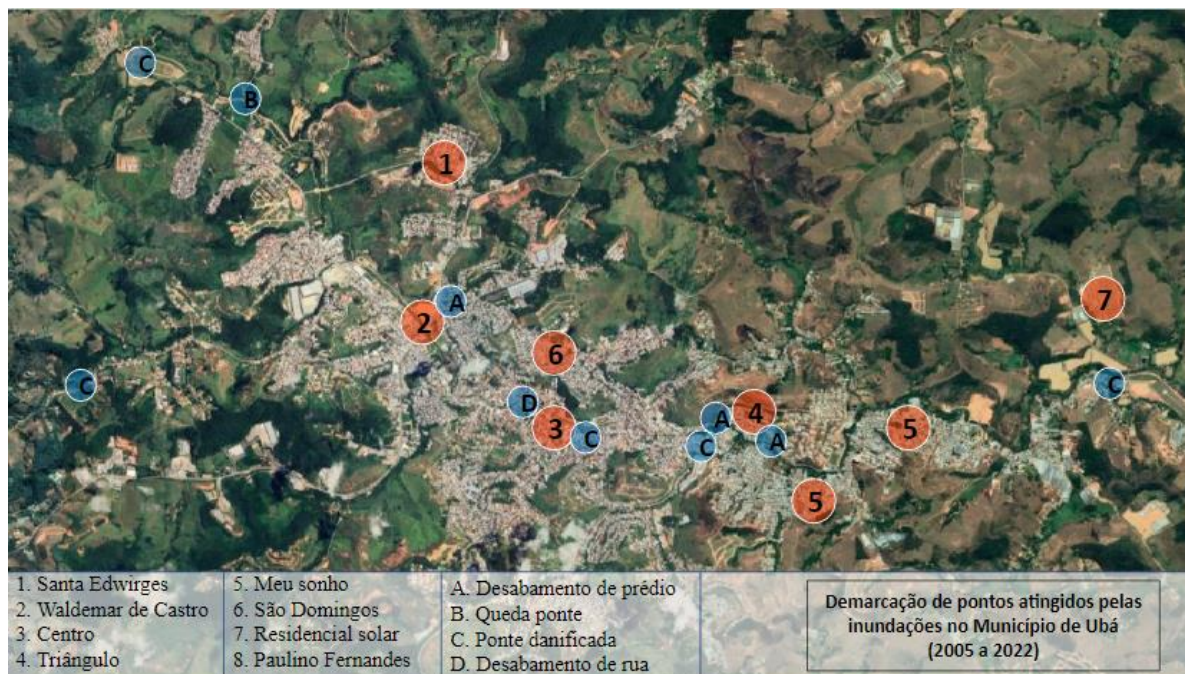 C
B
1
A
2
7
6
C
C
D
4
A
3
C
5
A
C
5
1. Santa Edwirges
2. Waldemar de Castro
3. Centro
4. Triângulo
5. Meu sonho
6. São Domingos
7. Residencial solar
8. Paulino Fernandes
A. Desabamento de prédio
B. Queda ponte
C. Ponte danificada
D. Desabamento de rua
Demarcação de pontos atingidos pelas
inundações no Município de Ubá
(2005 a 2022)